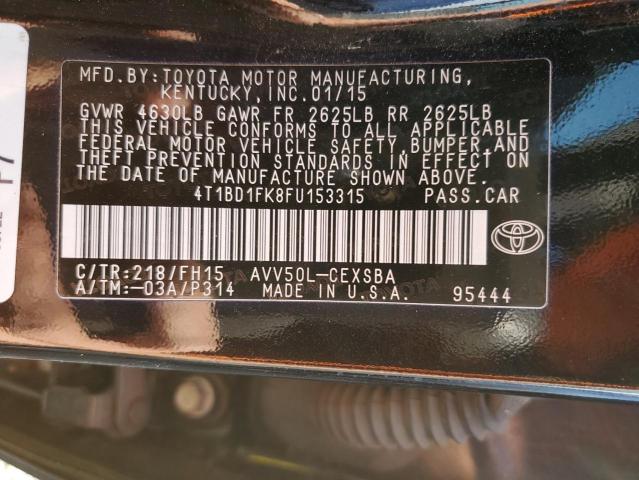 MFD.BY:TOYOTA MOTOR MANUFACTURING,
KENTUCKY,INC.01/15
GVWR 4630LB GAWR FR 2625LB RR 2625LB
THIS VEHICLE CONFORMS TO ALL APPLICABLE
FEDERAL MOTOR VEHICLE SAFETY,BUMPER,AND
THEFT PREVENTION STANDARDS IN EFFECT ON
THE DATE OF MANUFACTURE SHOWN ABOVE.
4T1BD1FK8FU153315 PASS.CAR
C/TR:218/FH15 AVV50L-CEXSBA
A/TM:-03A/P314 MADE IN U.S.A. 95444
TOYOTA